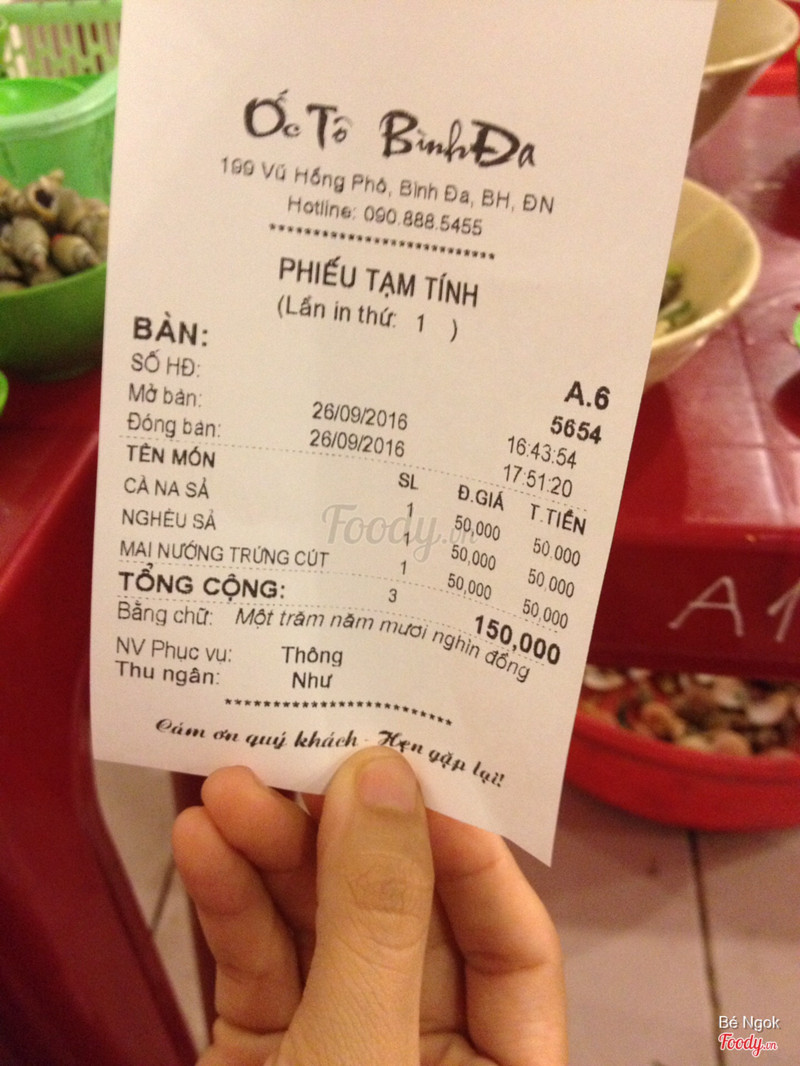 Ốc Tô Bình Đa
199 Vũ Hồng Phô, Bình Đa, BH, ĐN
Hotline: 090.888.5455
*************************
PHIẾU TẠM TÍNH
(Lần in thứ: 1 )
BÀN: A.6
SỐ HĐ: 5654
Mở bàn: 26/09/2016 16:43:54
Đóng bàn: 26/09/2016 17:51:20
TÊN MÓN SL Đ.GIÁ T.TIỀN
CÀ NA SẢ 1 50,000 50,000
NGHÊU SẢ 1 50,000 50,000
MAI NƯỚNG TRỨNG CÚT 1 50,000 50,000
TỔNG CỘNG: 3 150,000
Bằng chữ: Một trăm năm mươi nghìn đồng
NV Phục vụ: Thông
Thu ngân: Như
*************************
Cám ơn quý khách - Hẹn gặp lại!
Foody.vn
A1
Bé Ngok
Foody.vn